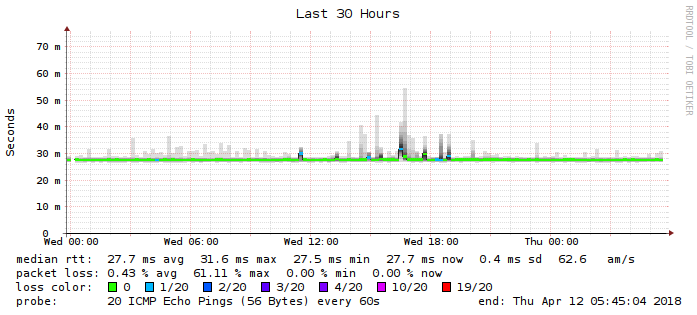 Last 30 Hours
RRDTOOL / TOBI OETIKER
Seconds
70 m
60 m
50 m
40 m
30 m
20 m
10 m
0
Wed 00:00 Wed 06:00 Wed 12:00 Wed 18:00 Thu 00:00
median rtt: 27.7 ms avg 31.6 ms max 27.5 ms min 27.7 ms now 0.4 ms sd 62.6 am/s
packet loss: 0.43 % avg 61.11 % max 0.00 % min 0.00 % now
loss color: 0 1/20 2/20 3/20 4/20 10/20 19/20
probe: 20 ICMP Echo Pings (56 Bytes) every 60s end: Thu Apr 12 05:45:04 2018